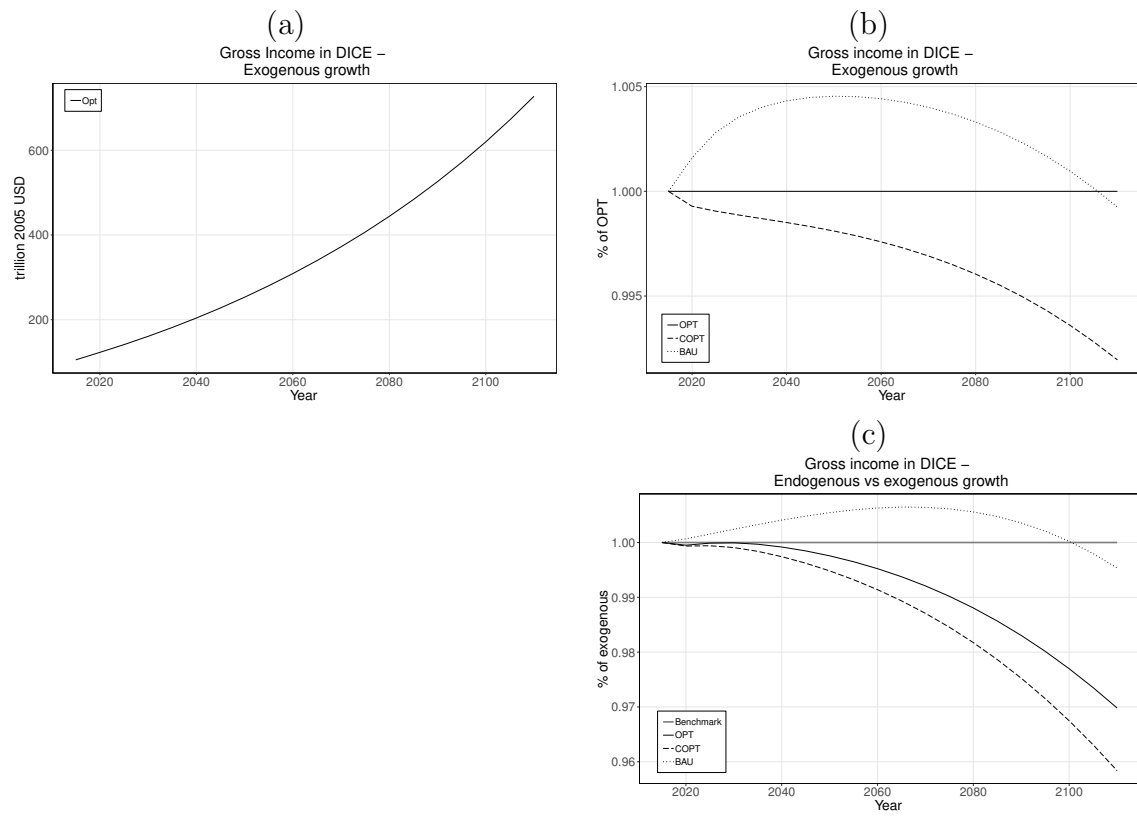 (a)
Gross Income in DICE –
Exogenous growth
trillion 2005 USD
600
400
200
Opt
2020 2040 2060 2080 2100
Year
(b)
Gross income in DICE –
Exogenous growth
% of OPT
1.005
1.000
0.995
OPT
COPT
BAU
2020 2040 2060 2080 2100
Year
(c)
Gross income in DICE –
Endogenous vs exogenous growth
% of exogenous
1.00
0.99
0.98
0.97
0.96
Benchmark
OPT
COPT
BAU
2020 2040 2060 2080 2100
Year